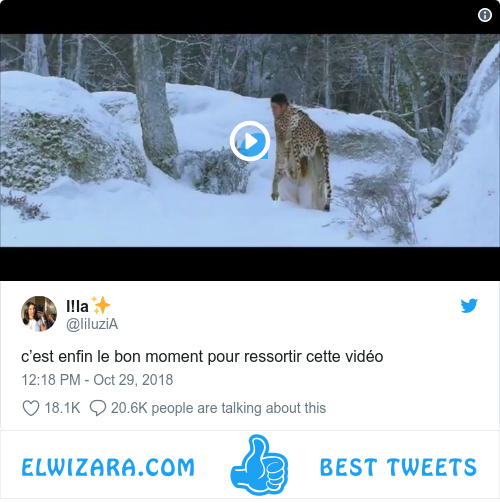 l!la✨
@liluziA
c’est enfin le bon moment pour ressortir cette vidéo
12:18 PM - Oct 29, 2018
18.1K 20.6K people are talking about this
ELWIZARA.COM BEST TWEETS